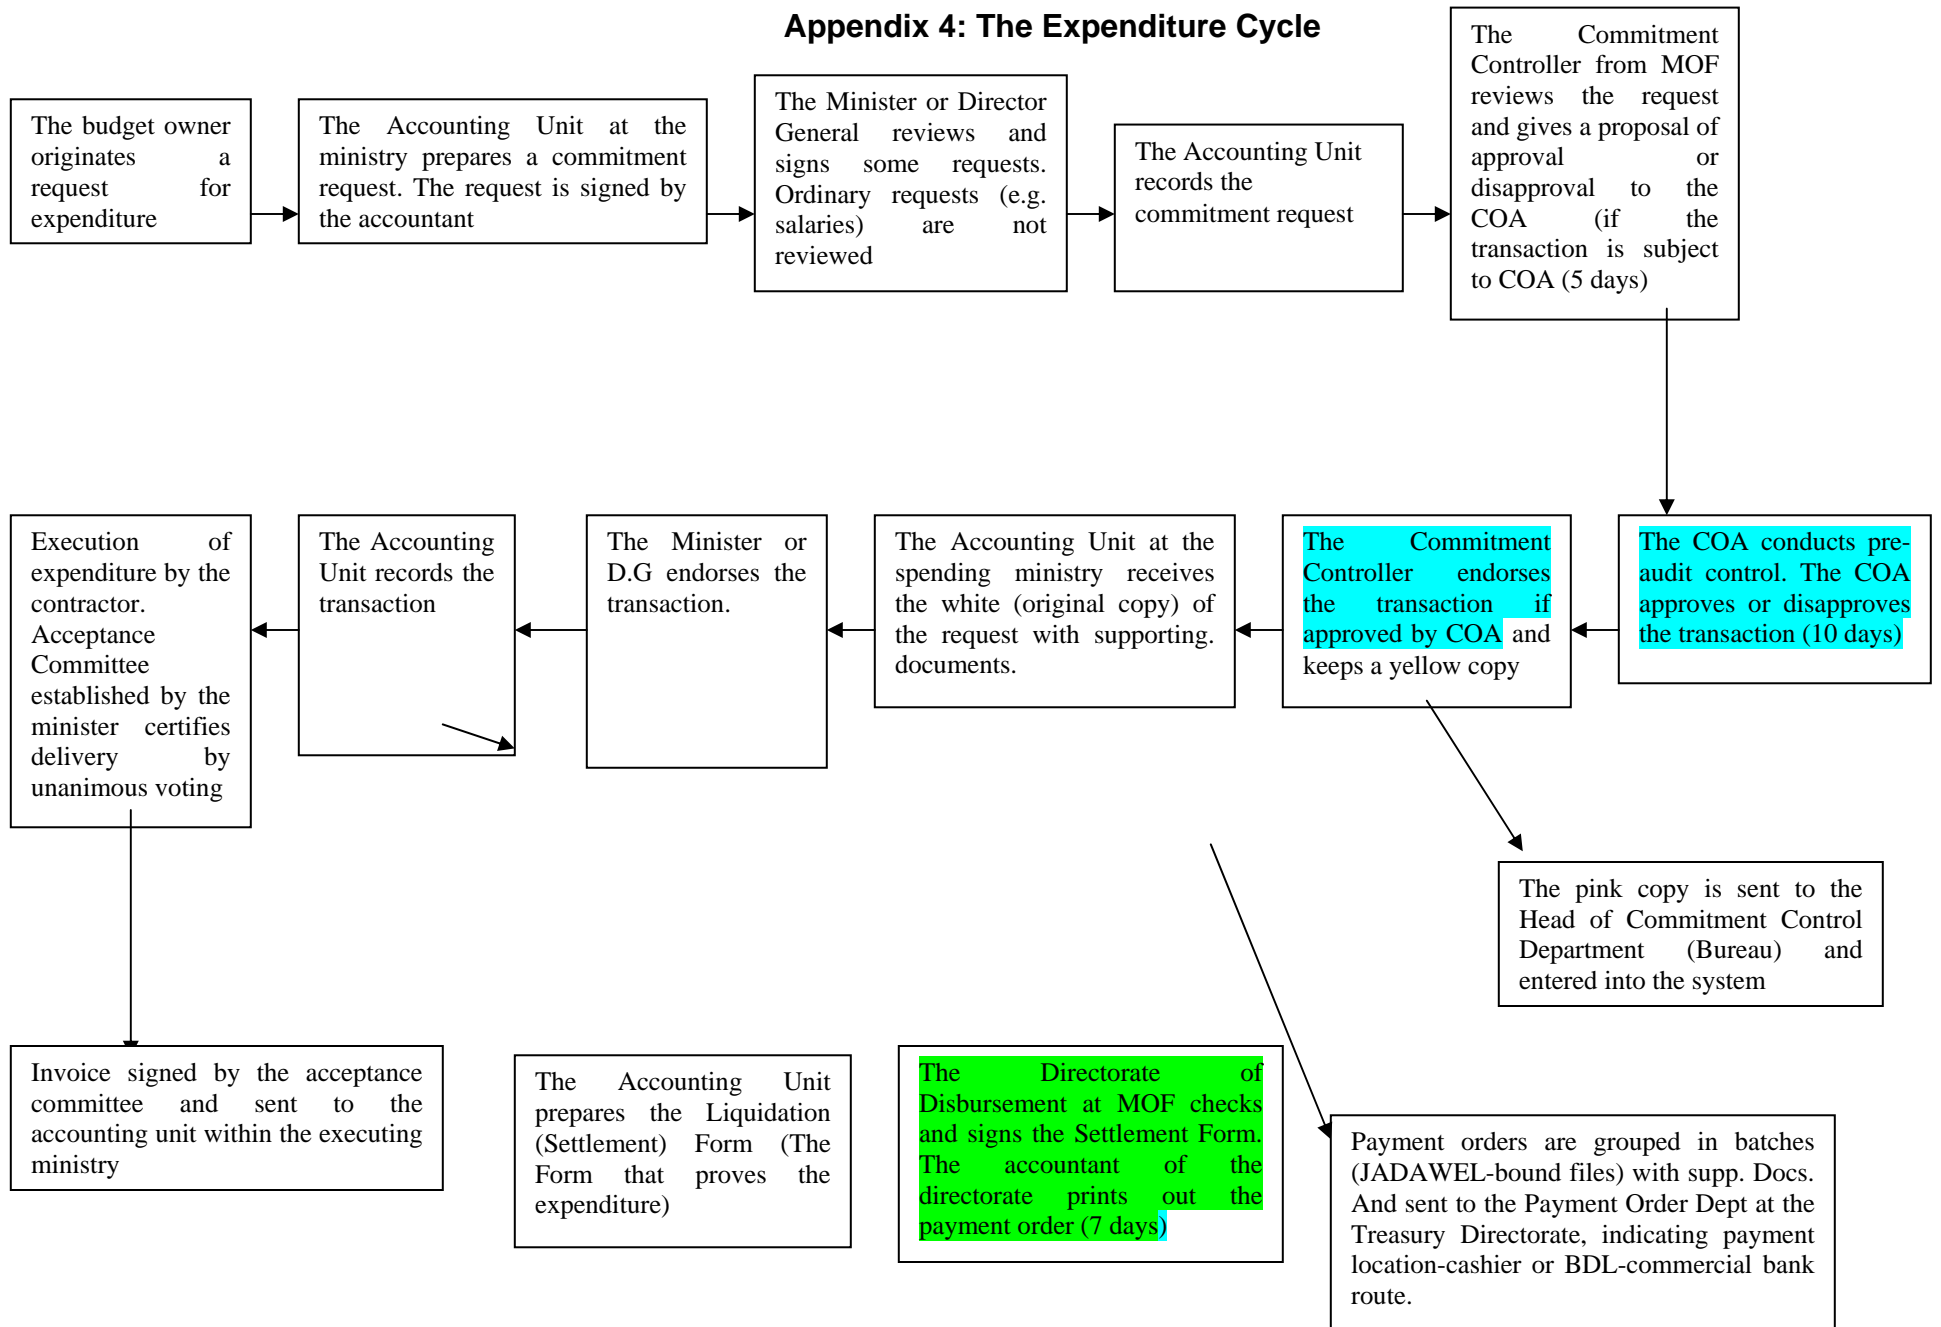 Appendix 4: The Expenditure Cycle
The budget owner
originates a
request for
expenditure
The Accounting Unit at the
ministry prepares a commitment
request. The request is signed by
the accountant
The Minister or Director
General reviews and
signs some requests.
Ordinary requests (e.g.
salaries) are not
reviewed
The Accounting Unit
records the
commitment request
The Commitment
Controller from MOF
reviews the request
and gives a proposal of
approval or
disapproval to the
COA (if the
transaction is subject
to COA (5 days)
The COA conducts pre-
audit control. The COA
approves or disapproves
the transaction (10 days)
The Commitment
Controller endorses
the transaction if
approved by COA and
keeps a yellow copy
The Accounting Unit at the
spending ministry receives
the white (original copy) of
the request with supporting.
documents.
The Minister or
D.G endorses the
transaction.
The Accounting
Unit records the
transaction
Execution of
expenditure by the
contractor.
Acceptance
Committee
established by the
minister certifies
delivery by
unanimous voting
The pink copy is sent to the
Head of Commitment Control
Department (Bureau) and
entered into the system
Invoice signed by the acceptance
committee and sent to the
accounting unit within the executing
ministry
The Accounting Unit
prepares the Liquidation
(Settlement) Form (The
Form that proves the
expenditure)
The Directorate of
Disbursement at MOF checks
and signs the Settlement Form.
The accountant of the
directorate prints out the
payment order (7 days)
Payment orders are grouped in batches
(JADAWEL-bound files) with supp. Docs.
And sent to the Payment Order Dept at the
Treasury Directorate, indicating payment
location-cashier or BDL-commercial bank
route.